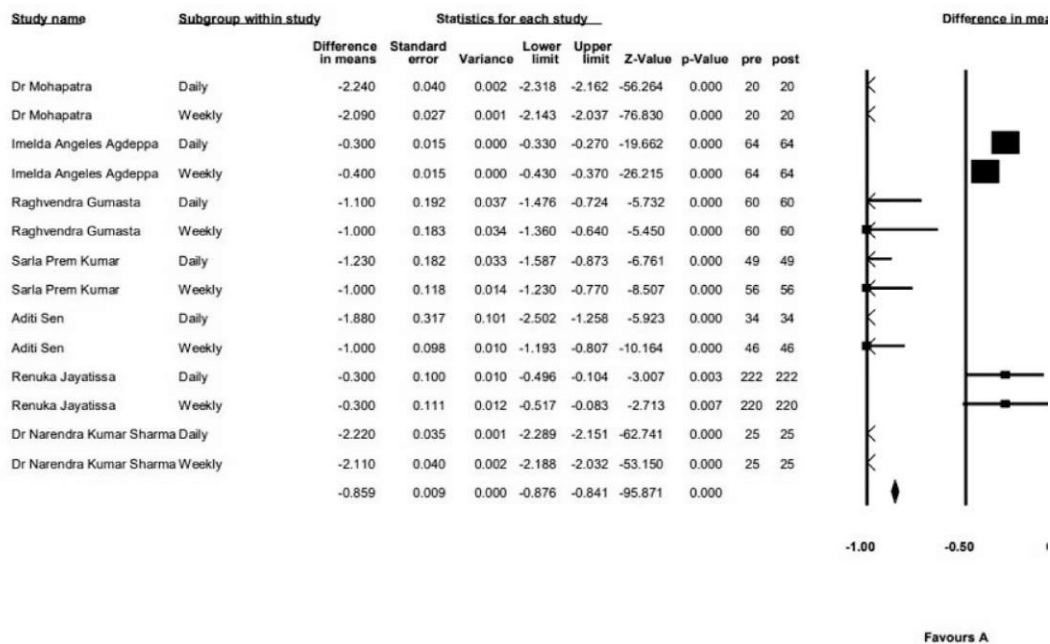 Study name Subgroup within study Statistics for each study Difference in mea
Difference in means Standard error Variance Lower limit Upper limit Z-Value p-Value pre post
Dr Mohapatra Daily -2.240 0.040 0.002 -2.318 -2.162 -56.264 0.000 20 20
Dr Mohapatra Weekly -2.090 0.027 0.001 -2.143 -2.037 -76.830 0.000 20 20
Imelda Angeles Agdeppa Daily -0.300 0.015 0.000 -0.330 -0.270 -19.662 0.000 64 64
Imelda Angeles Agdeppa Weekly -0.400 0.015 0.000 -0.430 -0.370 -26.215 0.000 64 64
Raghvendra Gumasta Daily -1.100 0.192 0.037 -1.476 -0.724 -5.732 0.000 60 60
Raghvendra Gumasta Weekly -1.000 0.183 0.034 -1.360 -0.640 -5.450 0.000 60 60
Sarla Prem Kumar Daily -1.230 0.182 0.033 -1.587 -0.873 -6.761 0.000 49 49
Sarla Prem Kumar Weekly -1.000 0.118 0.014 -1.230 -0.770 -8.507 0.000 56 56
Aditi Sen Daily -1.880 0.317 0.101 -2.502 -1.258 -5.923 0.000 34 34
Aditi Sen Weekly -1.000 0.098 0.010 -1.193 -0.807 -10.164 0.000 46 46
Renuka Jayatissa Daily -0.300 0.100 0.010 -0.496 -0.104 -3.007 0.003 222 222
Renuka Jayatissa Weekly -0.300 0.111 0.012 -0.517 -0.083 -2.713 0.007 220 220
Dr Narendra Kumar Sharma Daily -2.220 0.035 0.001 -2.289 -2.151 -62.741 0.000 25 25
Dr Narendra Kumar Sharma Weekly -2.110 0.040 0.002 -2.188 -2.032 -53.150 0.000 25 25
-0.859 0.009 0.000 -0.876 -0.841 -95.871 0.000
-1.00 -0.50
Favours A